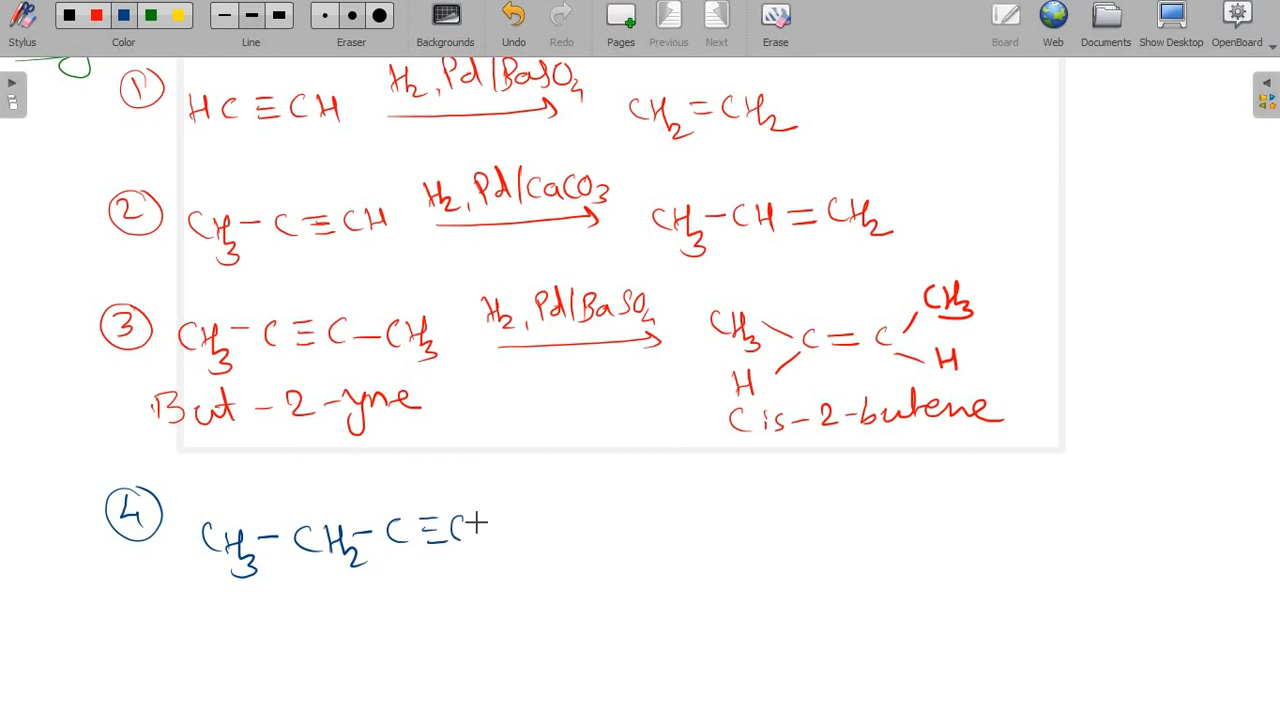 Stylus Color Line Eraser Backgrounds Undo Redo Pages Previous Next Erase Board Web Documents Show Desktop OpenBoard
① HC≡CH H₂, Pd/BaSO₄ → CH₂=CH₂
② CH₃-C≡CH H₂, Pd/CaCO₃ → CH₃-CH=CH₂
③ CH₃-C≡C-CH₃ H₂, Pd/BaSO₄ → CH₃ C=C CH₃
H H
But-2-yne Cis-2-butene
④ CH₃-CH₂-C≡C